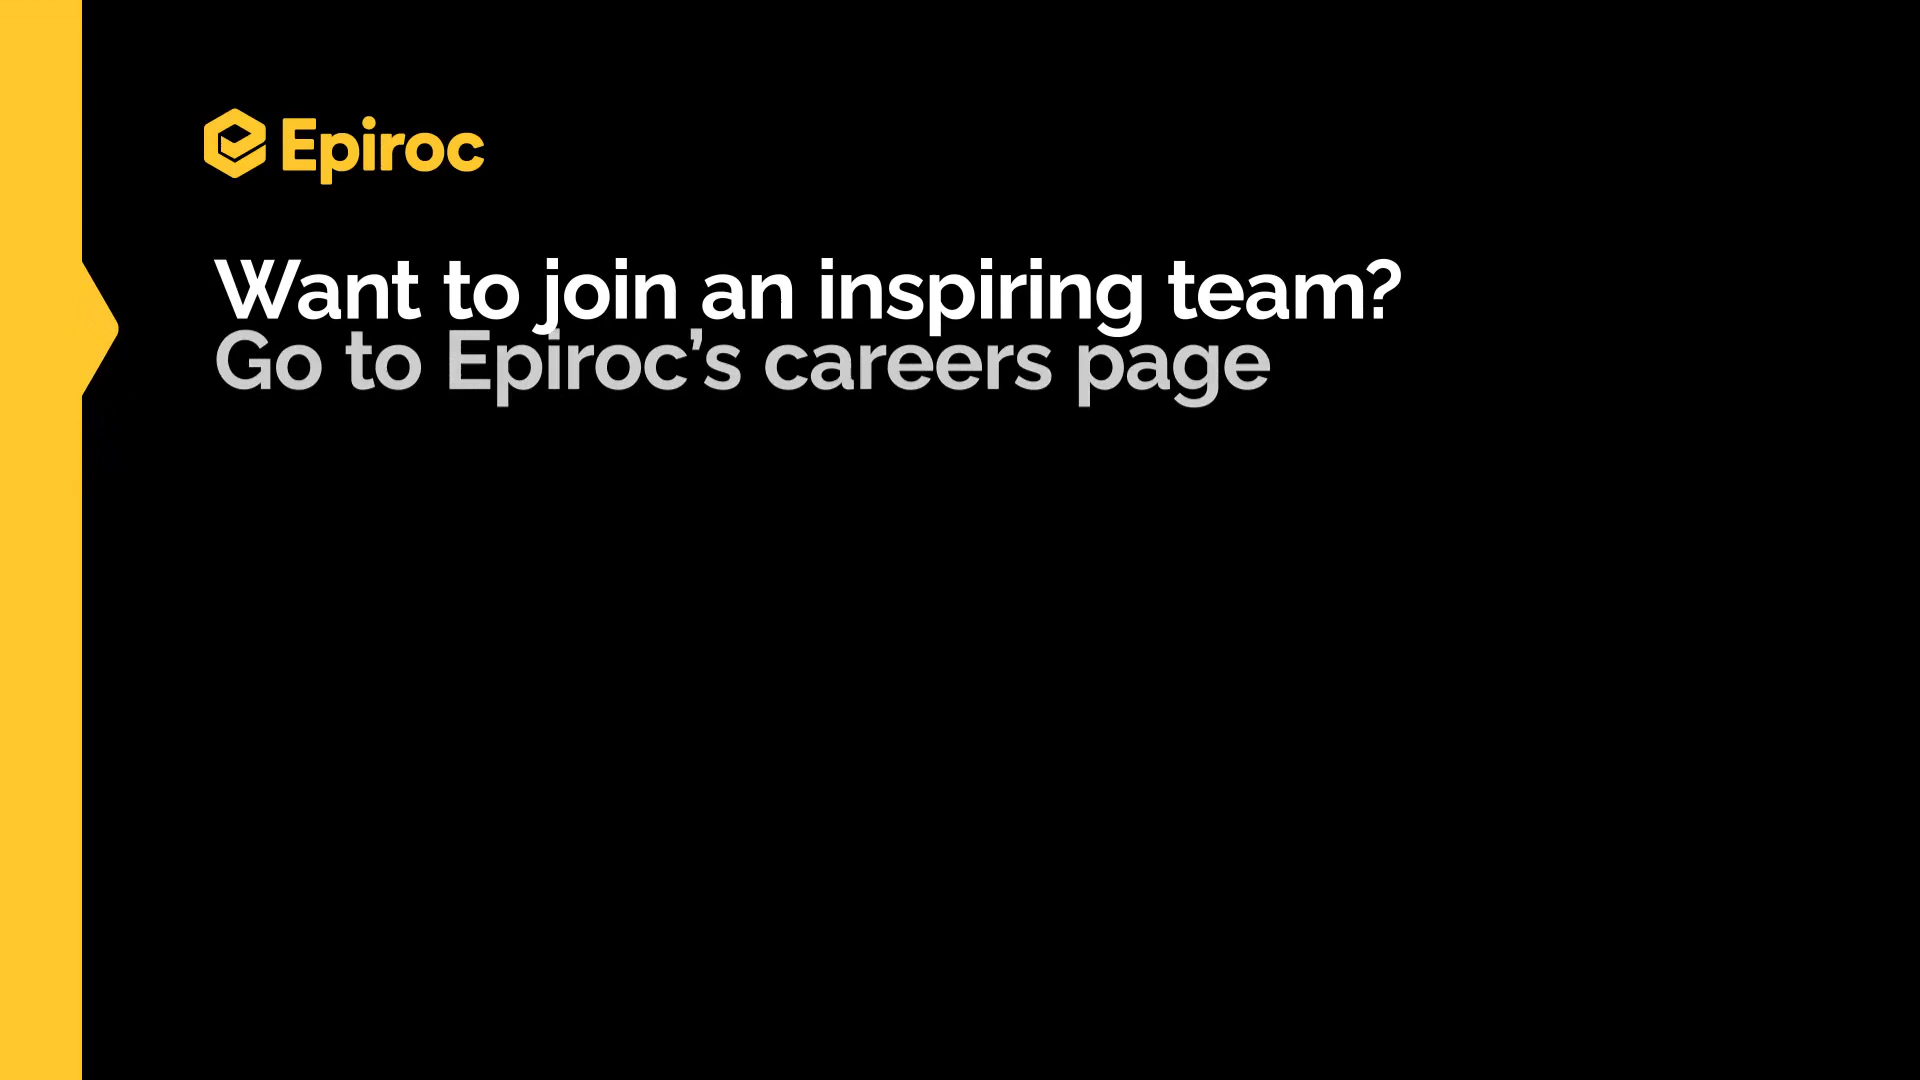 Epiroc
Want to join an inspiring team?
Go to Epiroc’s careers page